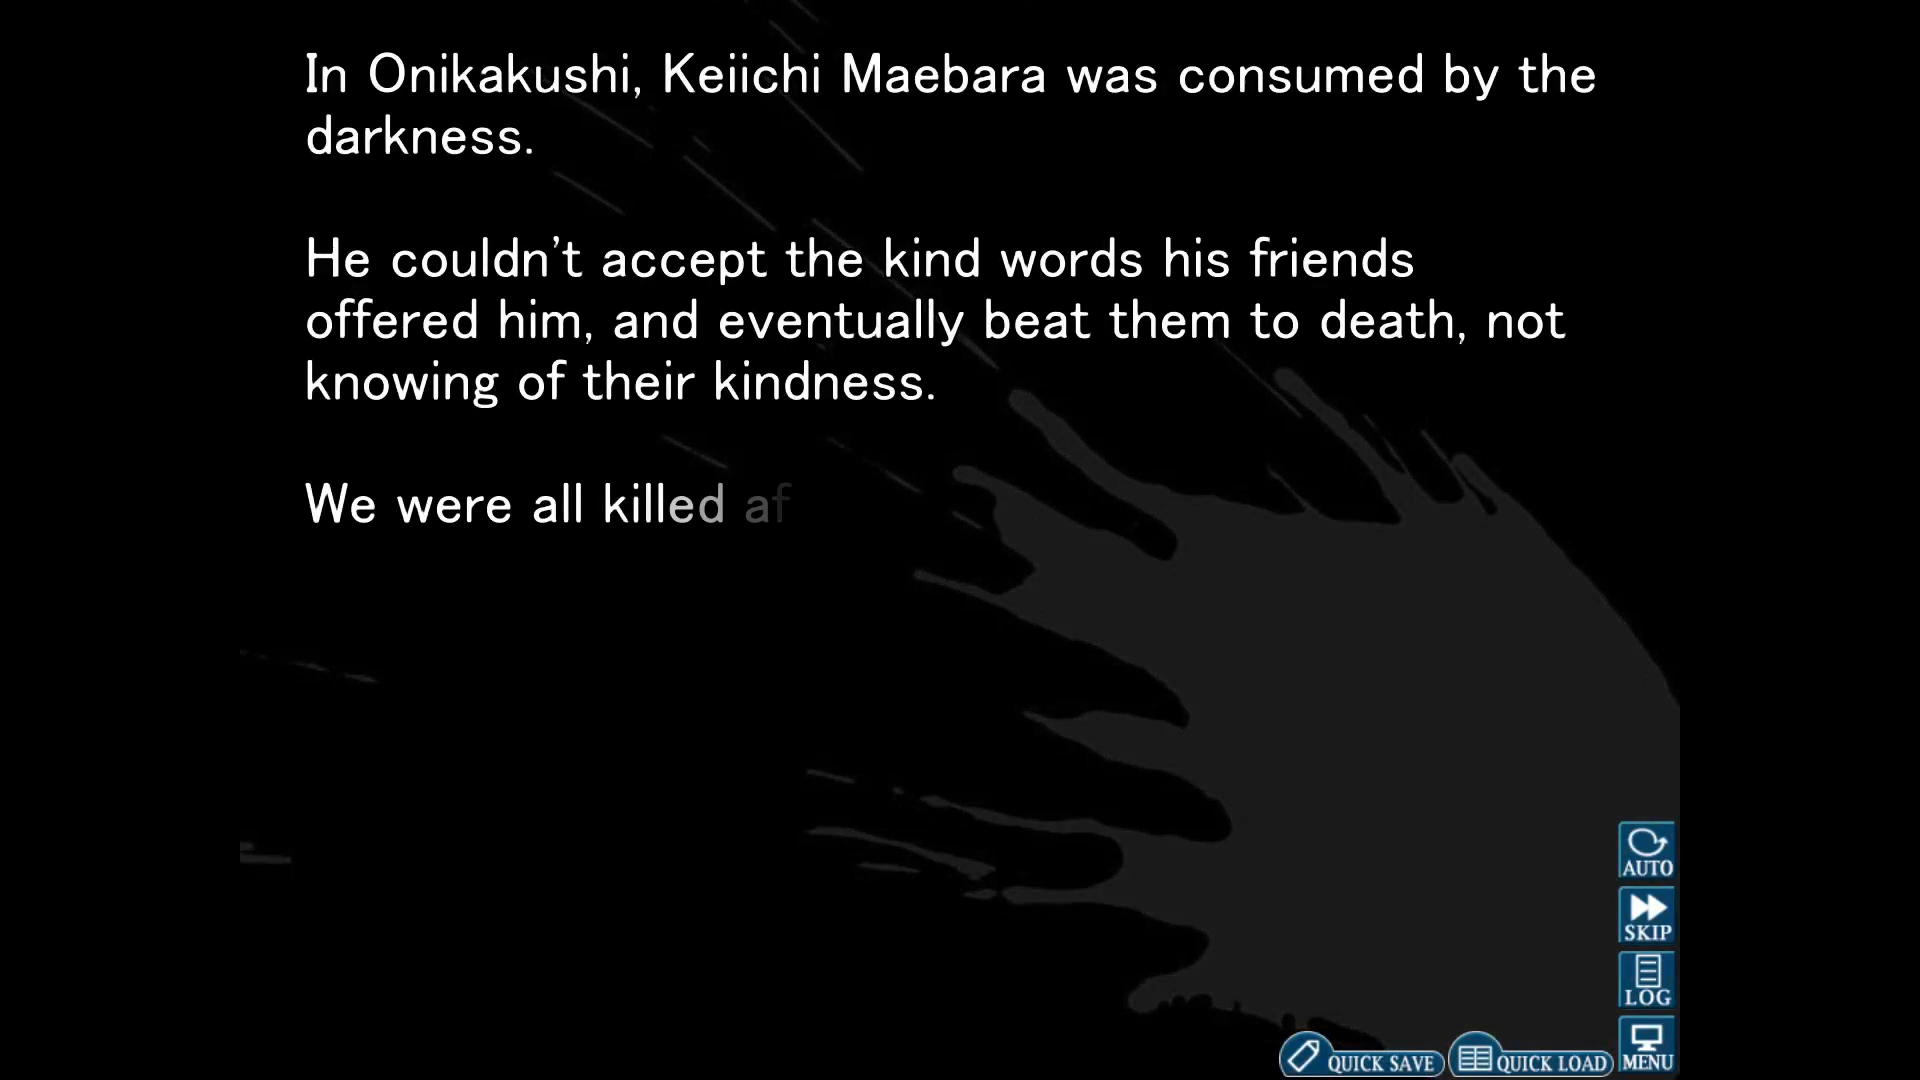 In Onikakushi, Keiichi Maebara was consumed by the
darkness.
He couldn't accept the kind words his friends
offered him, and eventually beat them to death, not
knowing of their kindness.
We were all killed af
AUTO
SKIP
LOG
MENU
QUICK SAVE
QUICK LOAD